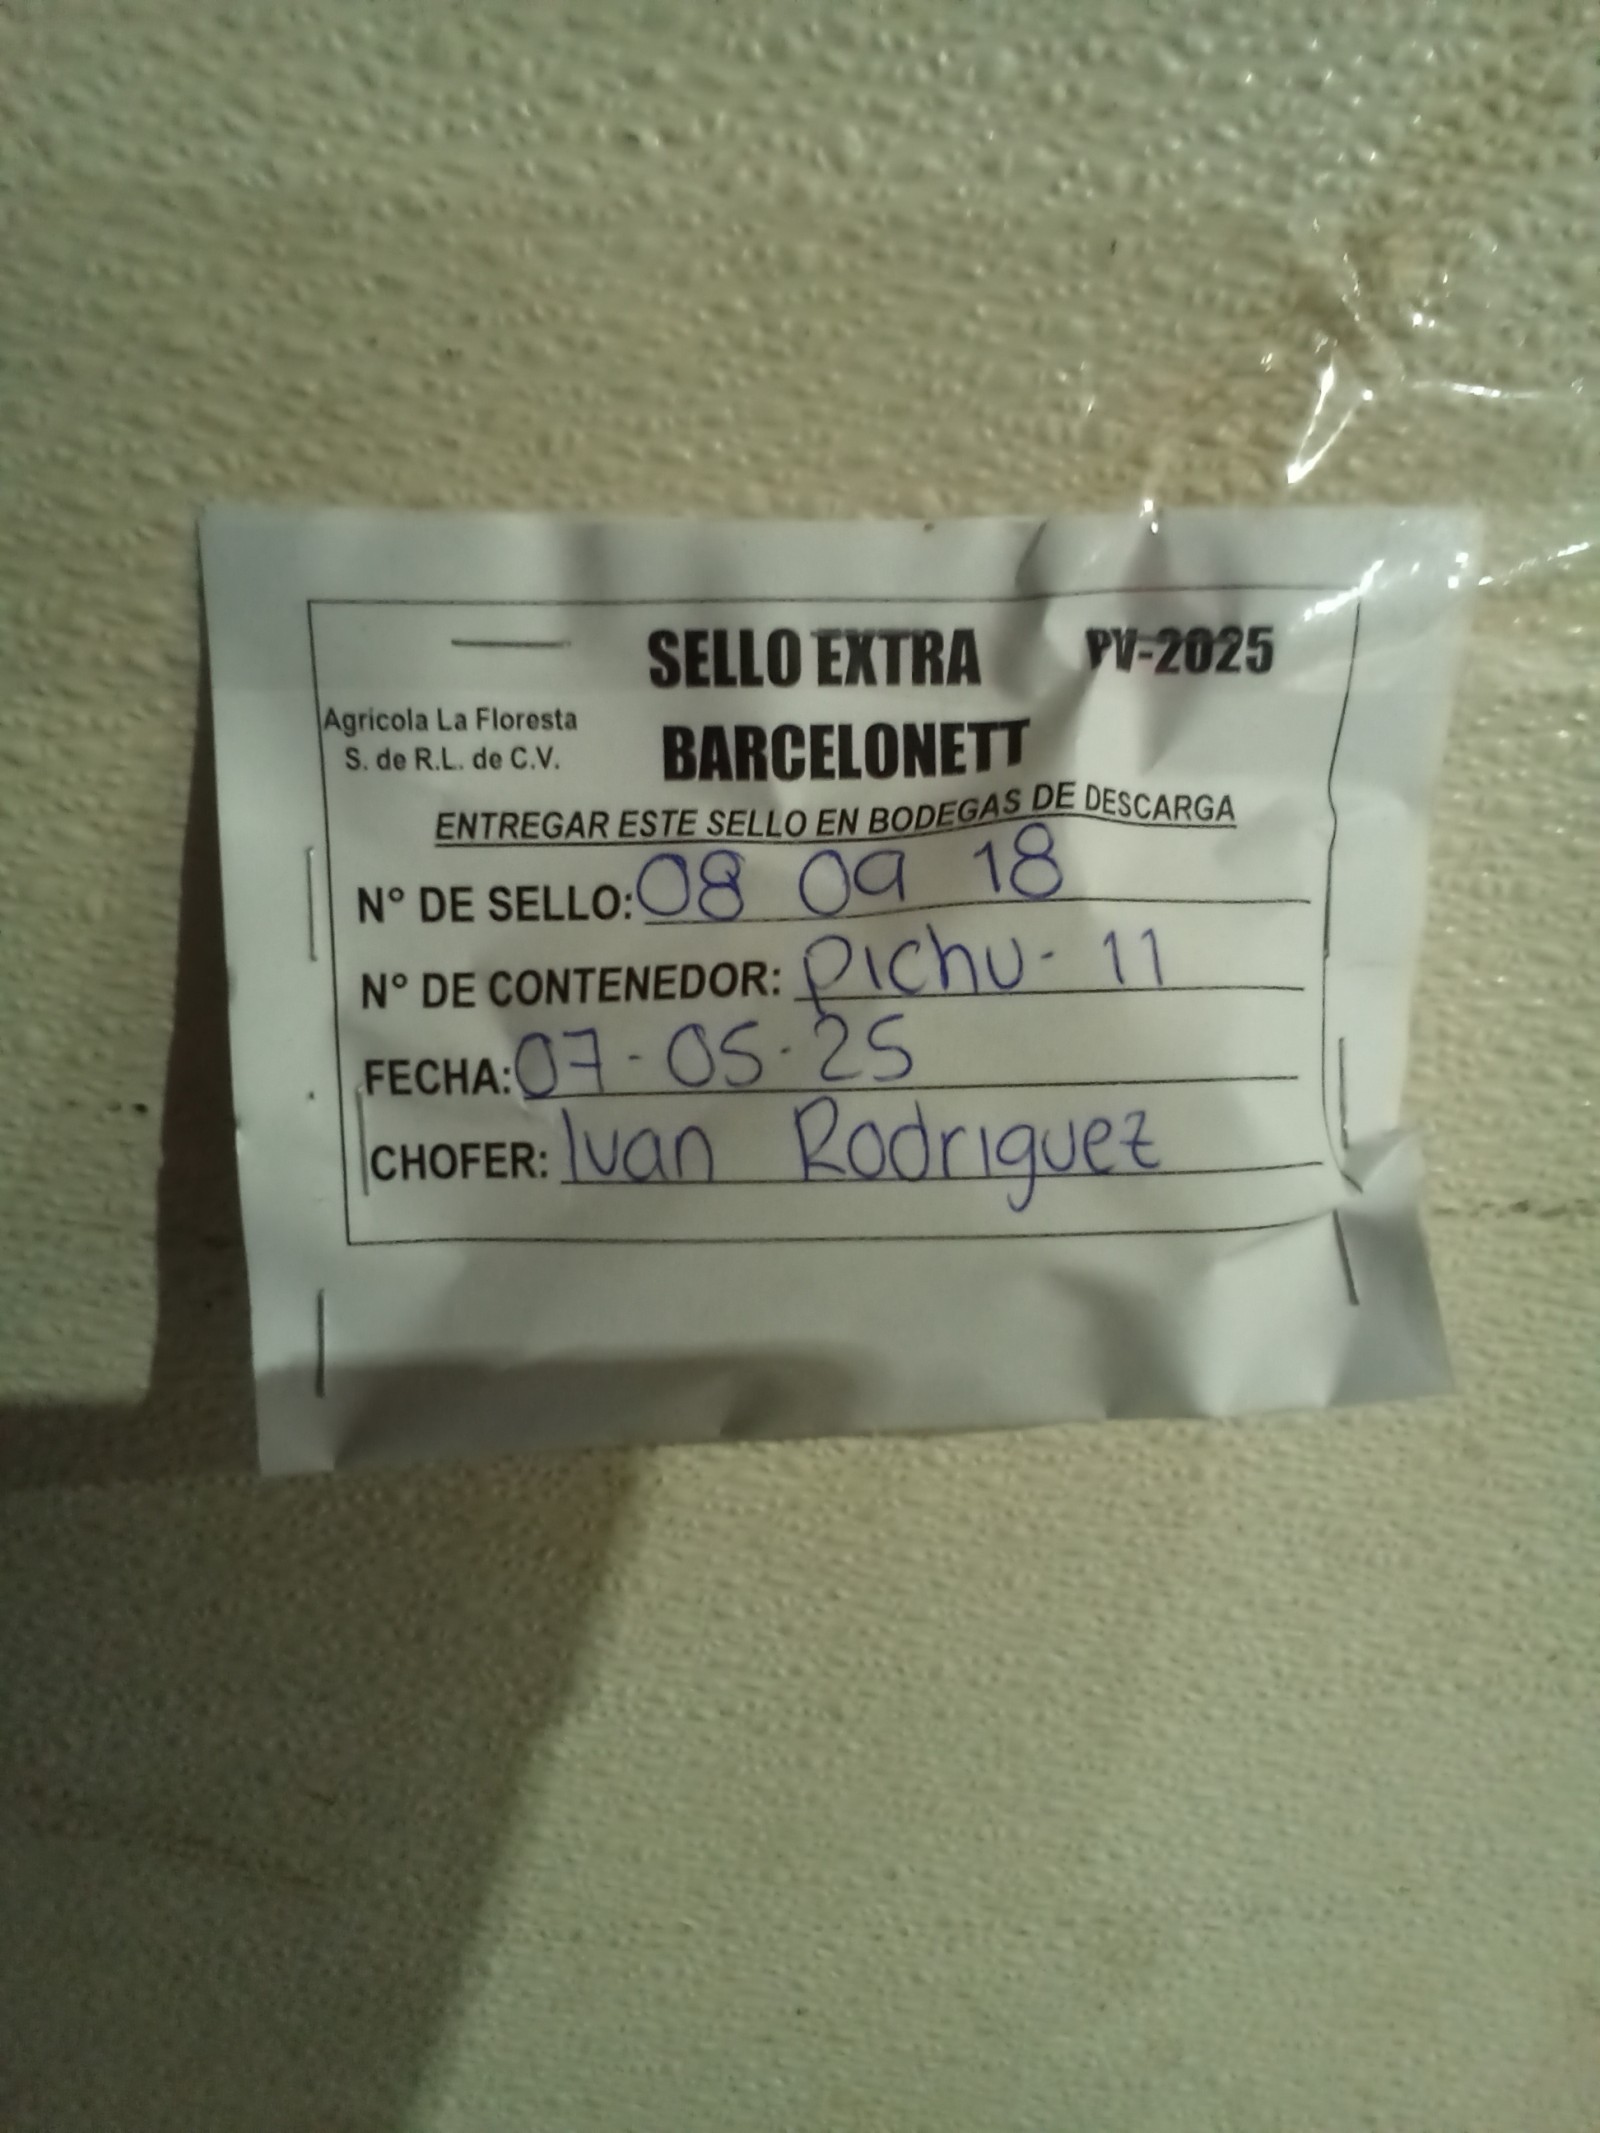 SELLO EXTRA PV-2025
Agricola La Floresta
S. de R.L. de C.V.
BARCELONETT
ENTREGAR ESTE SELLO EN BODEGAS DE DESCARGA
N° DE SELLO: 08 09 18
N° DE CONTENEDOR: Pichu - 11
FECHA: 07-05-25
CHOFER: Ivan Rodriguez